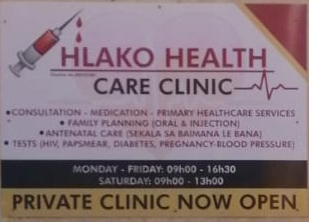 HLAKO HEALTH
CARE CLINIC
• CONSULTATION - MEDICATION - PRIMARY HEALTHCARE SERVICES
• FAMILY PLANNING (ORAL & INJECTION)
• ANTENATAL CARE (SEKALA SA BAIMANA LE BANA)
• TESTS (HIV, PAPSMEAR, DIABETES, PREGNANCY-BLOOD PRESSURE)
MONDAY - FRIDAY: 09h00 - 16h30
SATURDAY: 09h00 - 13h00
PRIVATE CLINIC NOW OPEN